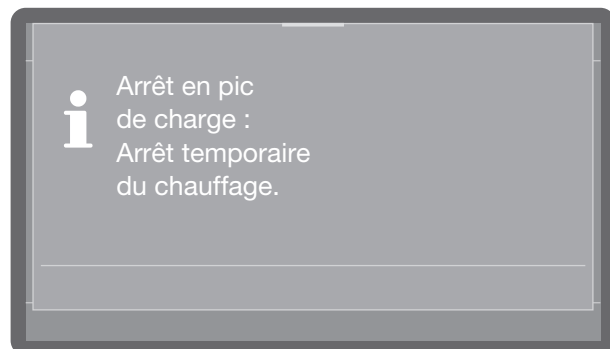 Arrêt en pic
de charge :
Arrêt temporaire
du chauffage.